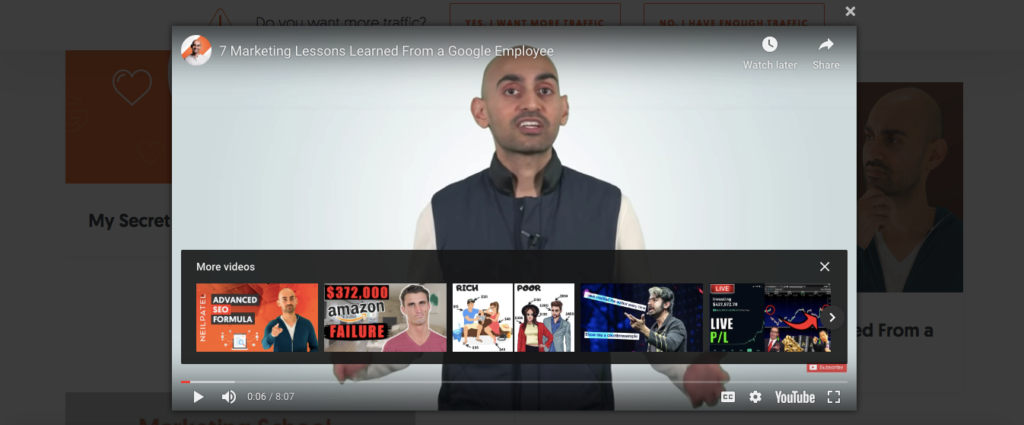 Do you want more traffic?
YES, I WANT MORE TRAFFIC
NO, I HAVE ENOUGH TRAFFIC
7 Marketing Lessons Learned From a Google Employee
Watch later
Share
My Secret
More videos
NEILPATEL
ADVANCED
SEO
FORMULA
$372,000
amazon
FAILURE
RICH
POOR
LIVE
LIVE
P/L
ed From a
Subscribe
0:06 / 8:07
CC
YouTube
Marketing School